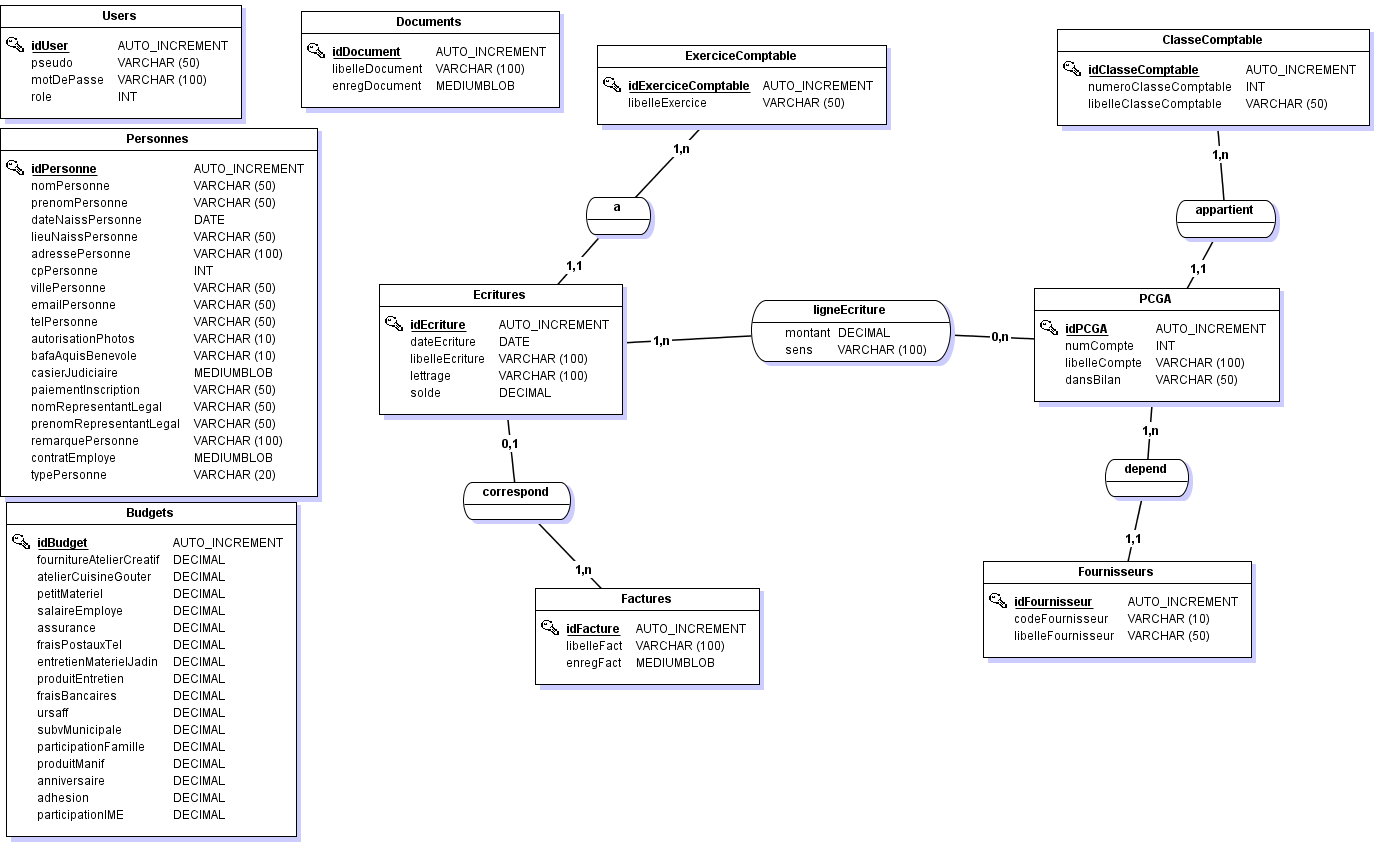 Users
idUser AUTO_INCREMENT
pseudo VARCHAR (50)
motDePasse VARCHAR (100)
role INT
Documents
idDocument AUTO_INCREMENT
libelleDocument VARCHAR (100)
enregDocument MEDIUMBLOB
ExerciceComptable
idExerciceComptable AUTO_INCREMENT
libelleExercice VARCHAR (50)
ClasseComptable
idClasseComptable AUTO_INCREMENT
numeroClasseComptable INT
libelleClasseComptable VARCHAR (50)
Personnes
idPersonne AUTO_INCREMENT
nomPersonne VARCHAR (50)
prenomPersonne VARCHAR (50)
dateNaissPersonne DATE
lieuNaissPersonne VARCHAR (50)
adressePersonne VARCHAR (100)
cpPersonne INT
villePersonne VARCHAR (50)
emailPersonne VARCHAR (50)
telPersonne VARCHAR (50)
autorisationPhotos VARCHAR (10)
bafaAquisBenevole VARCHAR (10)
casierJudiciaire MEDIUMBLOB
paiementInscription VARCHAR (50)
nomRepresentantLegal VARCHAR (50)
prenomRepresentantLegal VARCHAR (50)
remarquePersonne VARCHAR (100)
contratEmploye MEDIUMBLOB
typePersonne VARCHAR (20)
1,n
a
1,1
1,n
appartient
1,1
Ecritures
idEcriture AUTO_INCREMENT
dateEcriture DATE
libelleEcriture VARCHAR (100)
lettrage VARCHAR (100)
solde DECIMAL
1,n
ligneEcriture
montant DECIMAL
sens VARCHAR (100)
0,n
PCGA
idPCGA AUTO_INCREMENT
numCompte INT
libelleCompte VARCHAR (100)
dansBilan VARCHAR (50)
0,1
correspond
1,n
1,n
depend
1,1
Budgets
idBudget AUTO_INCREMENT
fournitureAtelierCreatif DECIMAL
atelierCuisineGouter DECIMAL
petitMateriel DECIMAL
salaireEmploye DECIMAL
assurance DECIMAL
fraisPostauxTel DECIMAL
entretienMaterielJadin DECIMAL
produitEntretien DECIMAL
fraisBancaires DECIMAL
ursaff DECIMAL
subvMunicipale DECIMAL
participationFamille DECIMAL
produitManif DECIMAL
anniversaire DECIMAL
adhesion DECIMAL
participationIME DECIMAL
Factures
idFacture AUTO_INCREMENT
libelleFact VARCHAR (100)
enregFact MEDIUMBLOB
Fournisseurs
idFournisseur AUTO_INCREMENT
codeFournisseur VARCHAR (10)
libelleFournisseur VARCHAR (50)